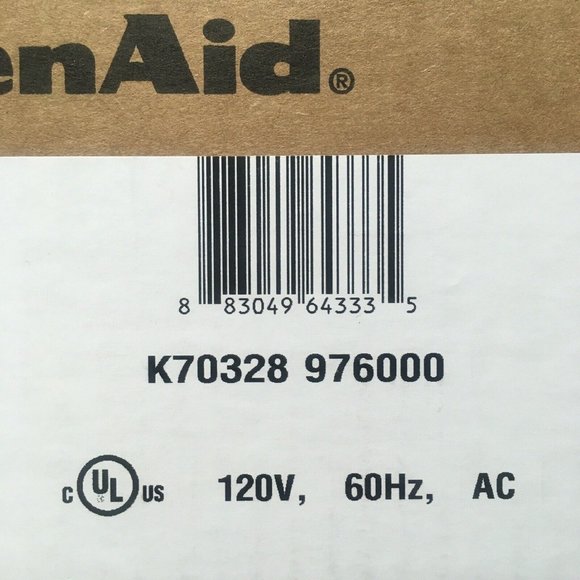 enAid®
8 83049 64333 5
K70328 976000
c UL us 120V, 60Hz, AC